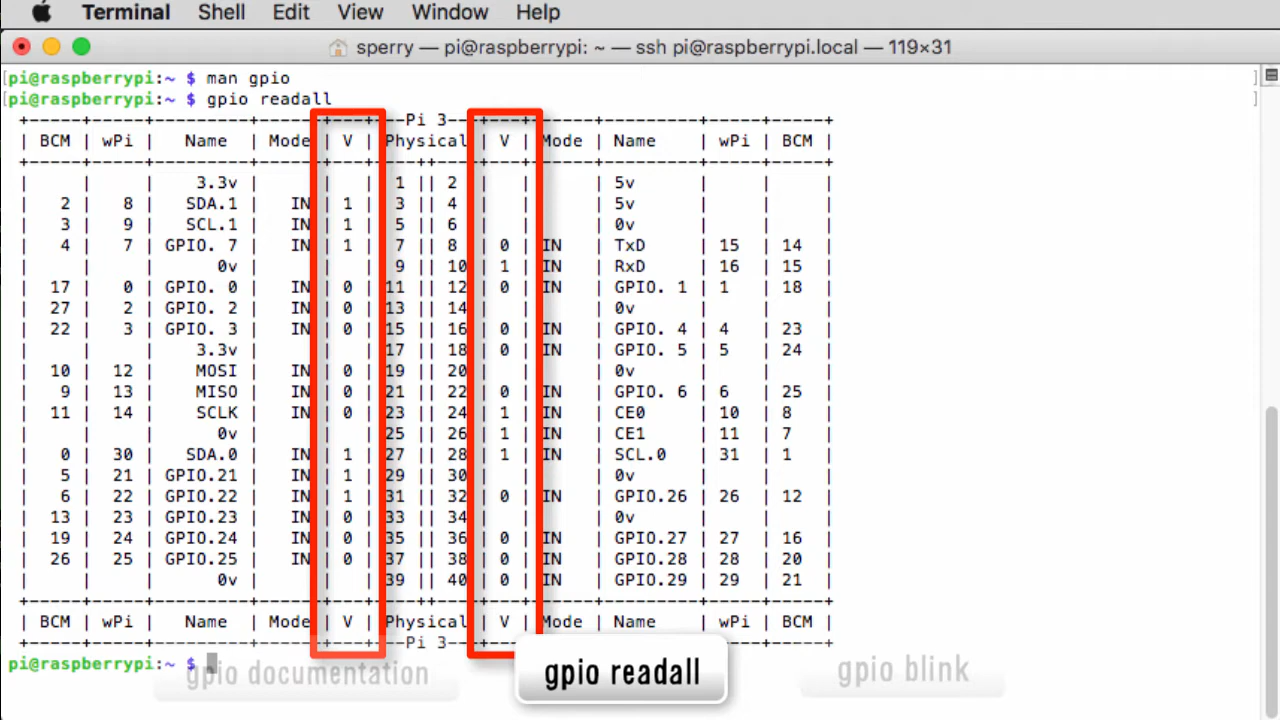 Terminal Shell Edit View Window Help
sperry — pi@raspberrypi: ~ — ssh pi@raspberrypi.local — 119×31
[pi@raspberrypi:~ $ man gpio ]
[pi@raspberrypi:~ $ gpio readall ]
+-----+-----+---------+------+---+---Pi 3---+---+------+---------+-----+-----+
| BCM | wPi | Name | Mode | V | Physical | V | Mode | Name | wPi | BCM |
+-----+-----+---------+------+---+----++----+---+------+---------+-----+-----+
| | | 3.3v | | | 1 || 2 | | | 5v | | |
| 2 | 8 | SDA.1 | IN | 1 | 3 || 4 | | | 5v | | |
| 3 | 9 | SCL.1 | IN | 1 | 5 || 6 | | | 0v | | |
| 4 | 7 | GPIO. 7 | IN | 1 | 7 || 8 | 0 | IN | TxD | 15 | 14 |
| | | 0v | | | 9 || 10 | 1 | IN | RxD | 16 | 15 |
| 17 | 0 | GPIO. 0 | IN | 0 | 11 || 12 | 0 | IN | GPIO. 1 | 1 | 18 |
| 27 | 2 | GPIO. 2 | IN | 0 | 13 || 14 | | | 0v | | |
| 22 | 3 | GPIO. 3 | IN | 0 | 15 || 16 | 0 | IN | GPIO. 4 | 4 | 23 |
| | | 3.3v | | | 17 || 18 | 0 | IN | GPIO. 5 | 5 | 24 |
| 10 | 12 | MOSI | IN | 0 | 19 || 20 | | | 0v | | |
| 9 | 13 | MISO | IN | 0 | 21 || 22 | 0 | IN | GPIO. 6 | 6 | 25 |
| 11 | 14 | SCLK | IN | 0 | 23 || 24 | 1 | IN | CE0 | 10 | 8 |
| | | 0v | | | 25 || 26 | 1 | IN | CE1 | 11 | 7 |
| 0 | 30 | SDA.0 | IN | 1 | 27 || 28 | 1 | IN | SCL.0 | 31 | 1 |
| 5 | 21 | GPIO.21 | IN | 1 | 29 || 30 | | | 0v | | |
| 6 | 22 | GPIO.22 | IN | 1 | 31 || 32 | 0 | IN | GPIO.26 | 26 | 12 |
| 13 | 23 | GPIO.23 | IN | 0 | 33 || 34 | | | 0v | | |
| 19 | 24 | GPIO.24 | IN | 0 | 35 || 36 | 0 | IN | GPIO.27 | 27 | 16 |
| 26 | 25 | GPIO.25 | IN | 0 | 37 || 38 | 0 | IN | GPIO.28 | 28 | 20 |
| | | 0v | | | 39 || 40 | 0 | IN | GPIO.29 | 29 | 21 |
+-----+-----+---------+------+---+----++----+---+------+---------+-----+-----+
| BCM | wPi | Name | Mode | V | Physical | V | Mode | Name | wPi | BCM |
+-----+-----+---------+------+---+---Pi 3---+---+------+---------+-----+-----+
pi@raspberrypi:~ $
gpio documentation gpio readall gpio blink